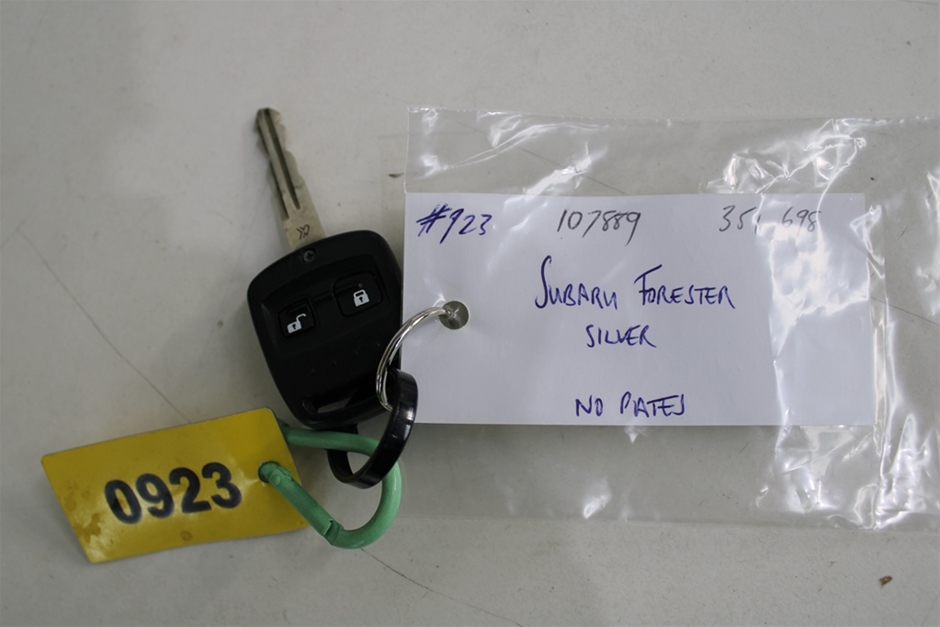 #923 107889 351 698
SUBARU FORESTER
SILVER
NO PLATES
0923